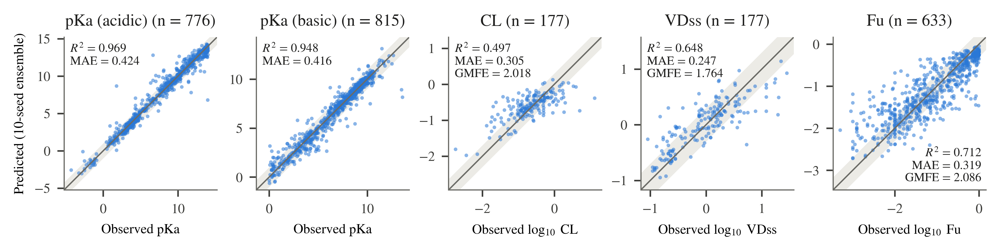 pKa (acidic) (n = 776)
pKa (basic) (n = 815)
CL (n = 177)
VDss (n = 177)
Fu (n = 633)
Predicted (10-seed ensemble)
15
10
5
0
−5
R² = 0.969
MAE = 0.424
0
10
Observed pKa
10
5
0
R² = 0.948
MAE = 0.416
0
10
Observed pKa
1
0
−1
−2
R² = 0.497
MAE = 0.305
GMFE = 2.018
−2
0
Observed log₁₀ CL
1
0
−1
R² = 0.648
MAE = 0.247
GMFE = 1.764
−1
0
1
Observed log₁₀ VDss
0
−1
−2
−3
R² = 0.712
MAE = 0.319
GMFE = 2.086
−2
0
Observed log₁₀ Fu